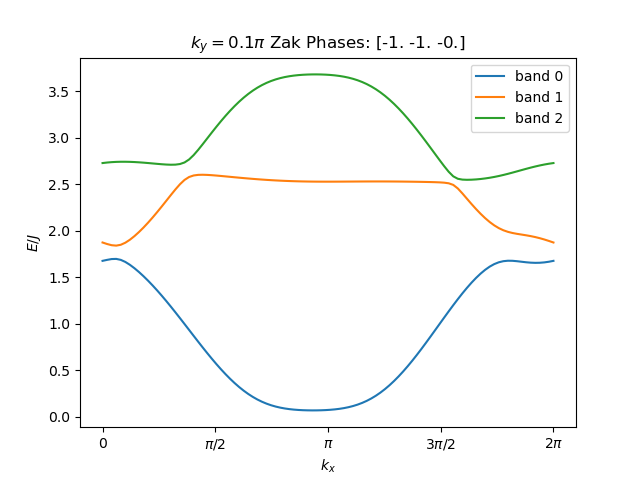 k_y = 0.1π Zak Phases: [-1. -1. -0.]
band 0
band 1
band 2
E/J
3.5
3.0
2.5
2.0
1.5
1.0
0.5
0.0
0 π/2 π 3π/2 2π
k_x